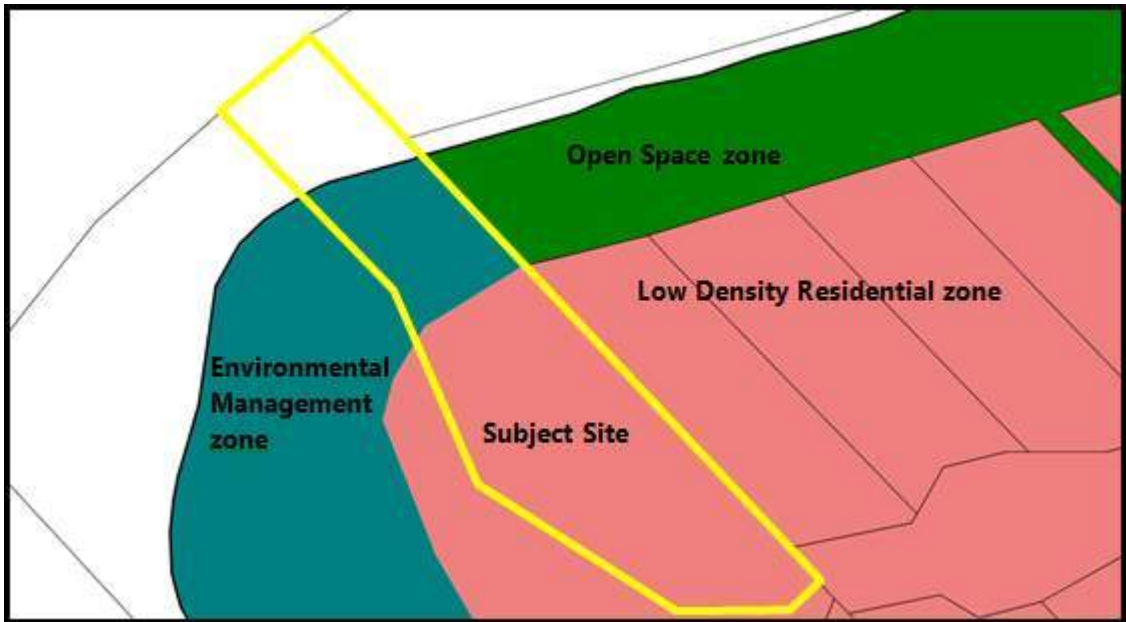 Open Space zone
Low Density Residential zone
Environmental
Management
zone
Subject Site